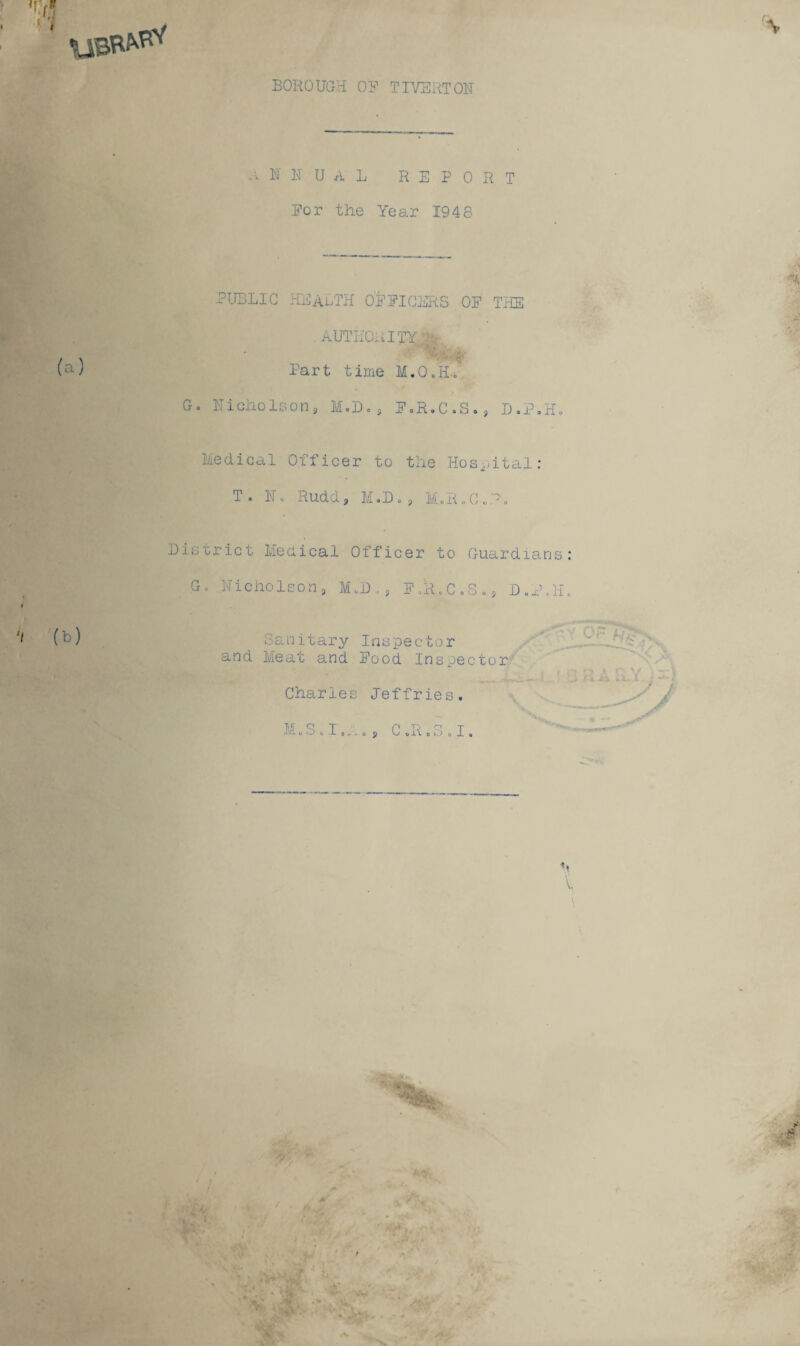 LIBRARY
BOROUGH OF TIVERTON
ANNUAL REPORT
For the Year 1948
PUBLIC HEALTH OFFICERS OF THE
AUTHORITY
(a) Part time M.O.H.
G. Nicholson, M.D., F.R.C.S., D.P.H.
Medical Officer to the Hospital:
T. N. Rudd, M.D., M.R.C.P.
District Medical Officer to Guardians:
G. Nicholson, M.D., F.R.C.S., D.P.H.
(b) Sanitary Inspector
and Meat and Food Inspector
LIBRARY
Charles Jeffries.
C.R.S.I.